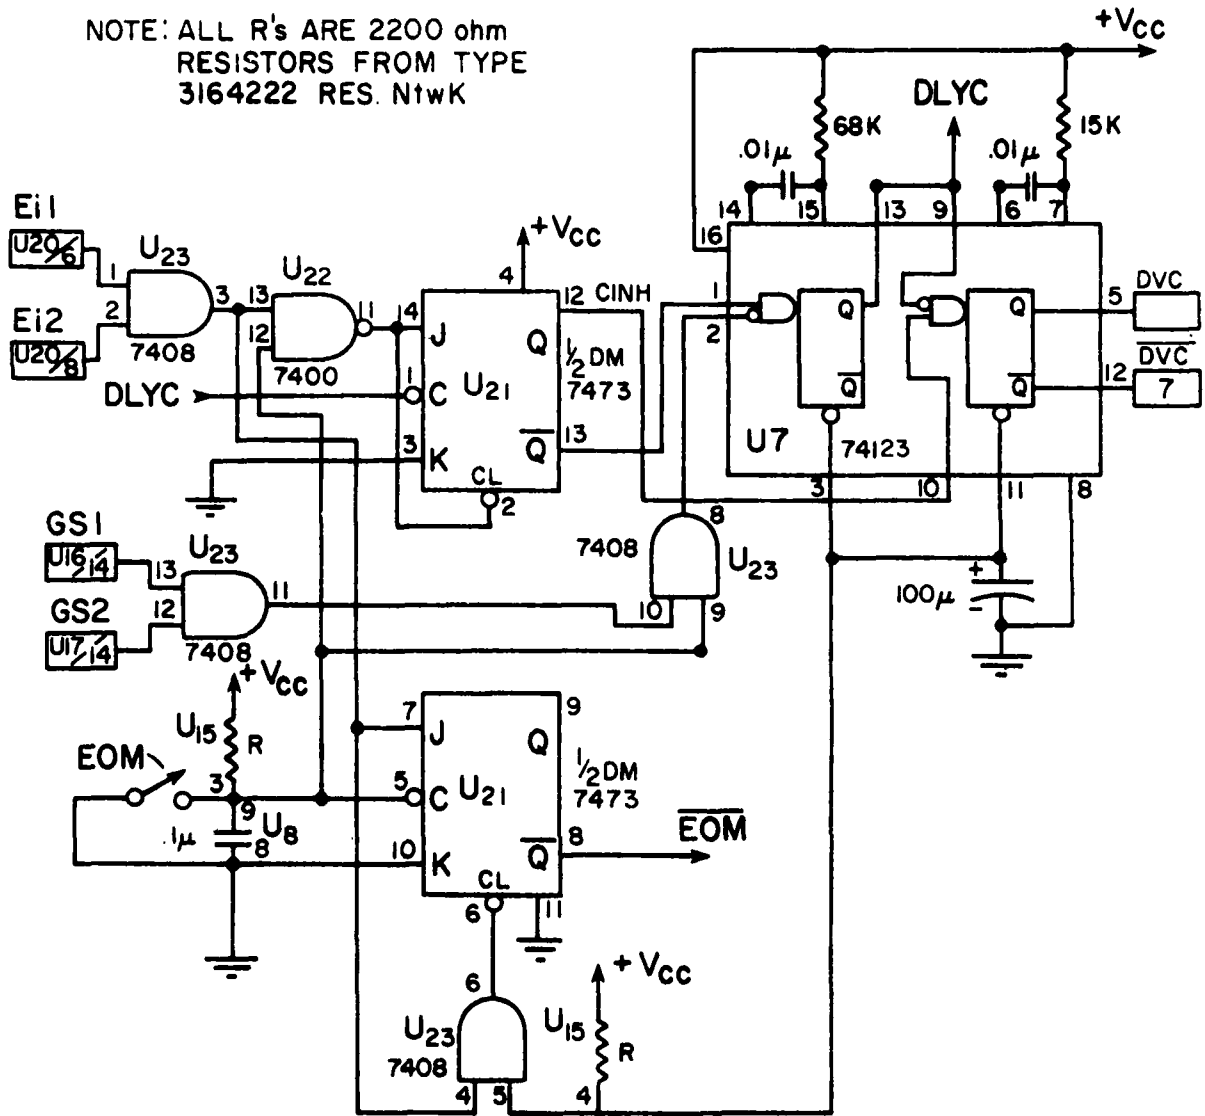 NOTE: ALL R's ARE 2200 ohm
RESISTORS FROM TYPE
3164222 RES. NtwK
+VCC
DLYC
68K
15K
.01μ
.01μ
14
15
13
9
6
7
16
Ei1
U20/6
1
U23
3
13
U22
11
14
Ei2
U20/8
2
7408
12
7400
+VCC
4
12
CINH
J
Q
1/2 DM
7473
DLYC
1
C
U21
3
K
Q
13
CL
2
1
2
Q
Q
U7
74123
Q
Q
5
DVC
12
DVC
7
3
10
11
8
GS1
U16/14
13
U23
11
GS2
U17/14
12
7408
7408
8
U23
10
9
100μ
+
-
+VCC
U15
R
EOM
3
9
.1μ
U8
8
7
J
Q
9
1/2 DM
7473
5
C
U21
10
K
Q
8
EOM
CL
6
11
6
U23
7408
4
5
+VCC
U15
R
4